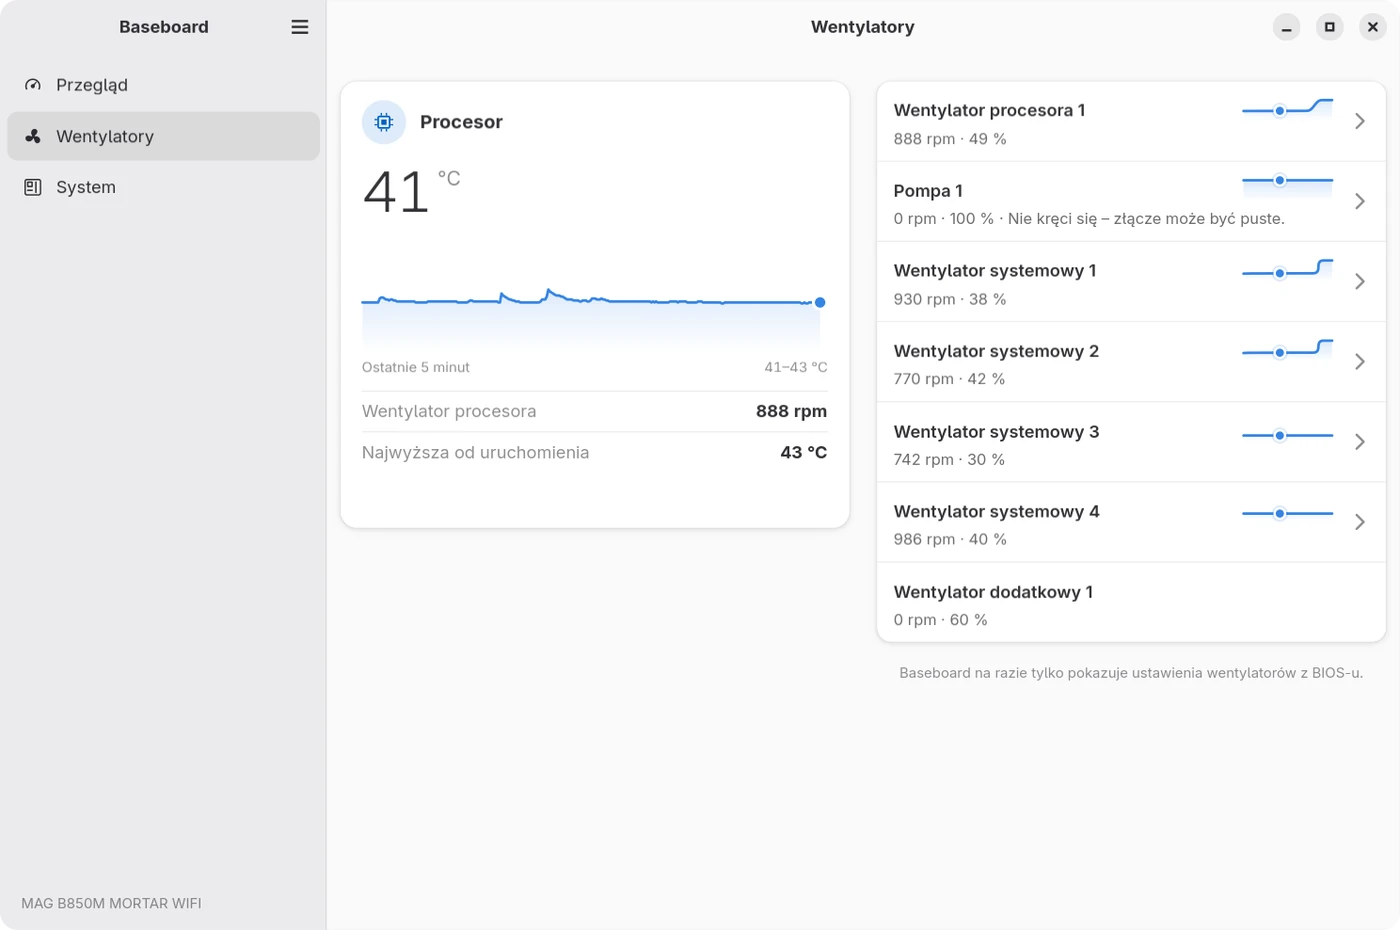 Baseboard
Wentylatory
Przegląd
Wentylatory
System
MAG B850M MORTAR WIFI
Procesor
41 °C
Ostatnie 5 minut
41–43 °C
Wentylator procesora
888 rpm
Najwyższa od uruchomienia
43 °C
Wentylator procesora 1
888 rpm · 49 %
Pompa 1
0 rpm · 100 % · Nie kręci się – złącze może być puste.
Wentylator systemowy 1
930 rpm · 38 %
Wentylator systemowy 2
770 rpm · 42 %
Wentylator systemowy 3
742 rpm · 30 %
Wentylator systemowy 4
986 rpm · 40 %
Wentylator dodatkowy 1
0 rpm · 60 %
Baseboard na razie tylko pokazuje ustawienia wentylatorów z BIOS-u.